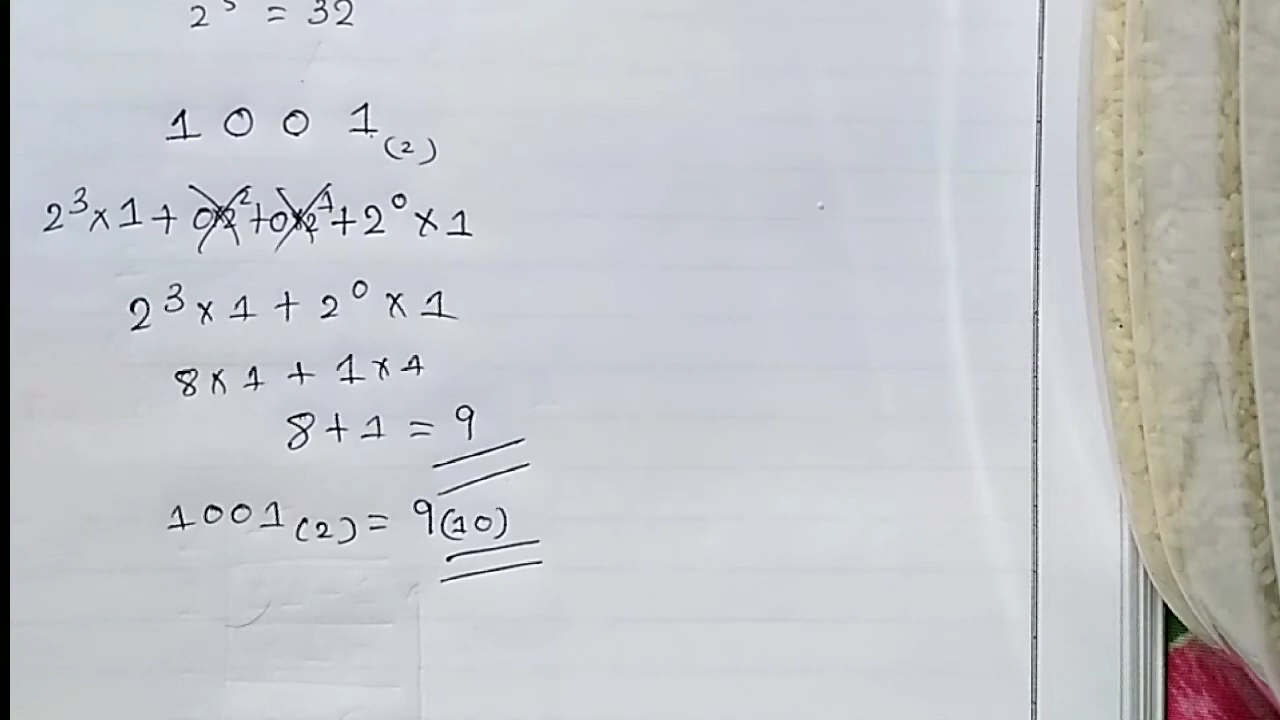 2⁵ = 32
1 0 0 1 (2)
2³ × 1 + 0×2² + 0×2¹ + 2⁰ × 1
2³ × 1 + 2⁰ × 1
8 × 1 + 1 × 1
8 + 1 = 9
1001 (2) = 9(10)